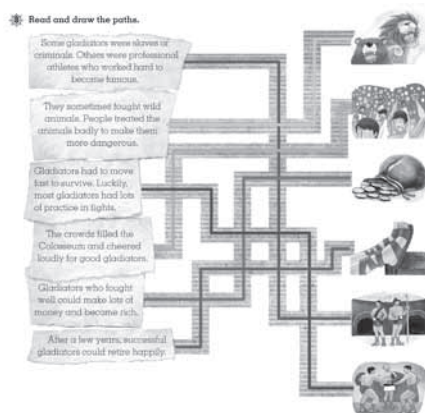 Read and draw the paths.
Some gladiators were slaves or
criminals. Others were professional
athletes who worked hard to
become famous.
They sometimes fought wild
animals. People treated the
animals badly to make them
more dangerous.
Gladiators had to move
fast to survive. Luckily,
most gladiators had lots
of practice in fights.
The crowds filled the
Colosseum and cheered
loudly for good gladiators.
Gladiators who fought
well could make lots of
money and became rich.
After a few years, successful
gladiators could retire happily.